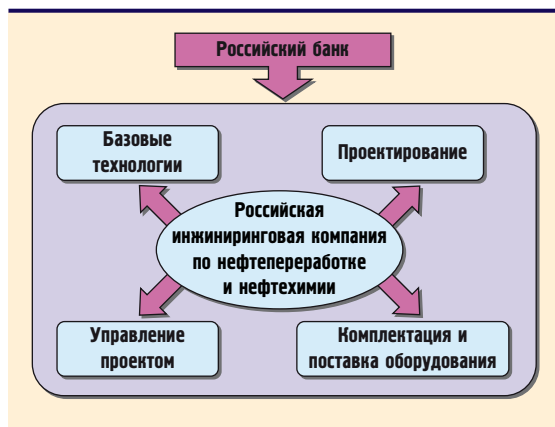 Российский банк
Базовые
технологии
Проектирование
Российская
инжиниринговая компания
по нефтепереработке
и нефтехимии
Управление
проектом
Комплектация и
поставка оборудования